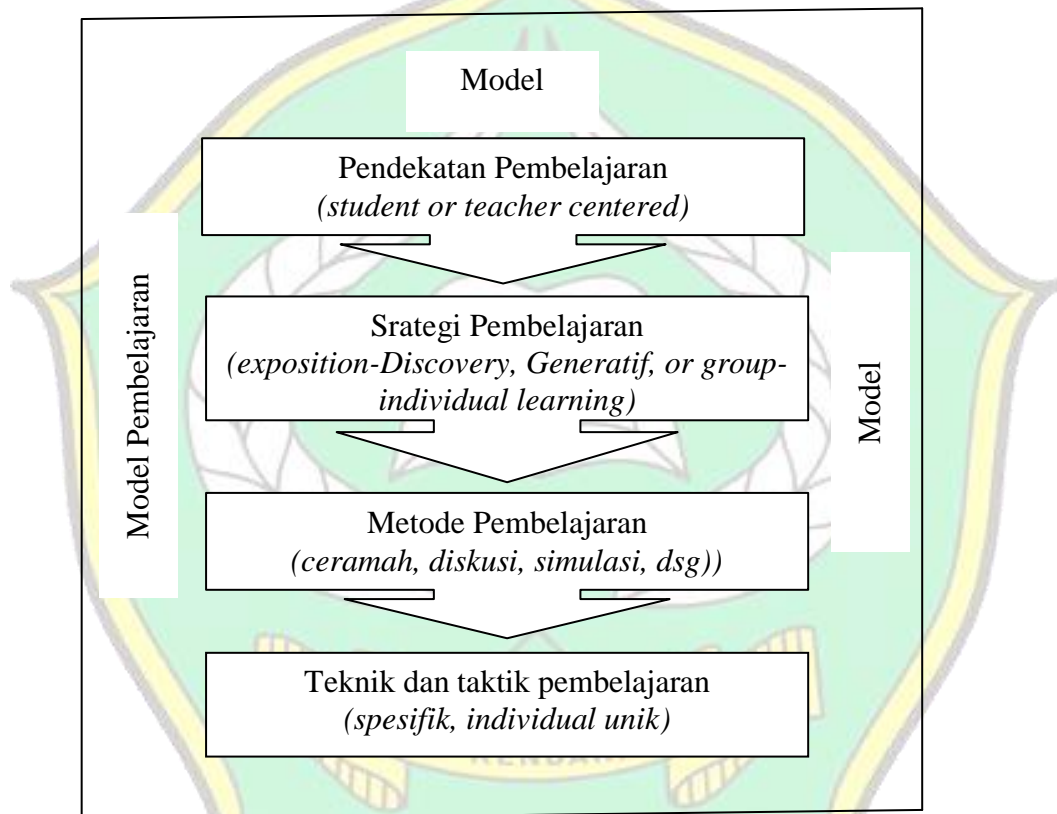 Model
Pendekatan Pembelajaran
(student or teacher centered)
Model Pembelajaran
Srategi Pembelajaran
(exposition-Discovery, Generatif, or group-
individual learning)
Model
Metode Pembelajaran
(ceramah, diskusi, simulasi, dsg))
Teknik dan taktik pembelajaran
(spesifik, individual unik)